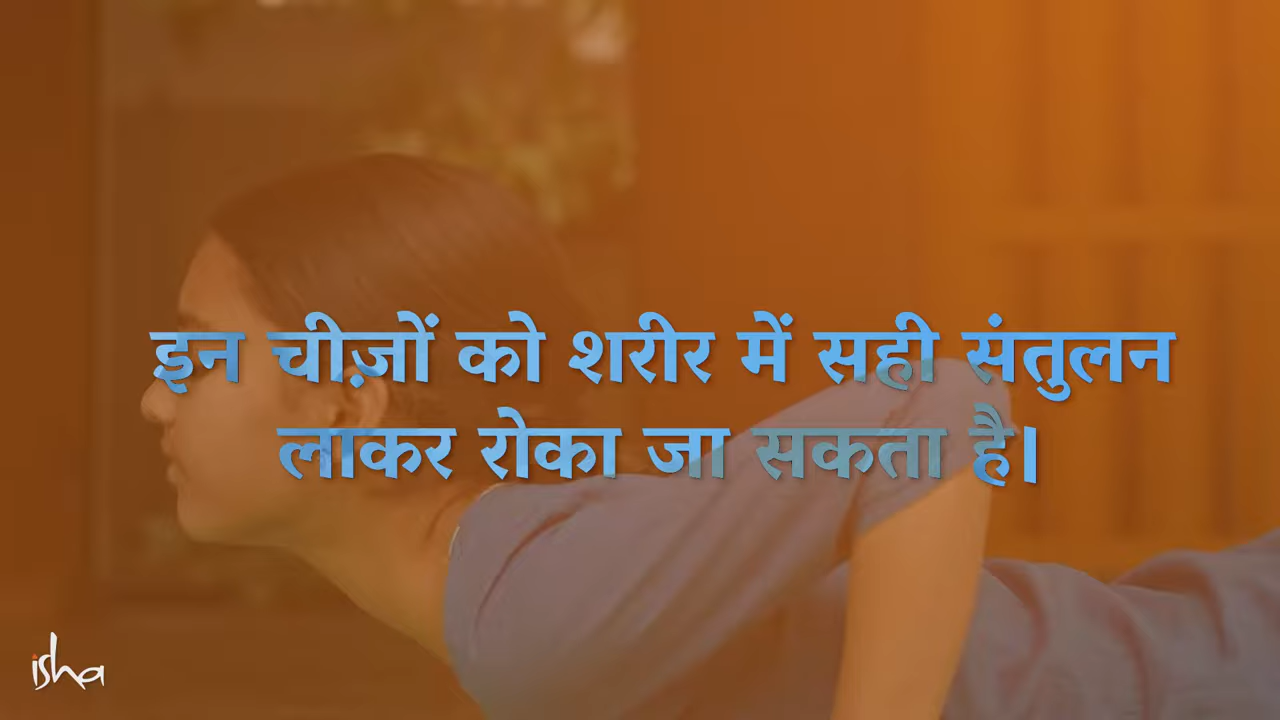 इन चीज़ों को शरीर में सही संतुलन
लाकर रोका जा सकता है।
isha